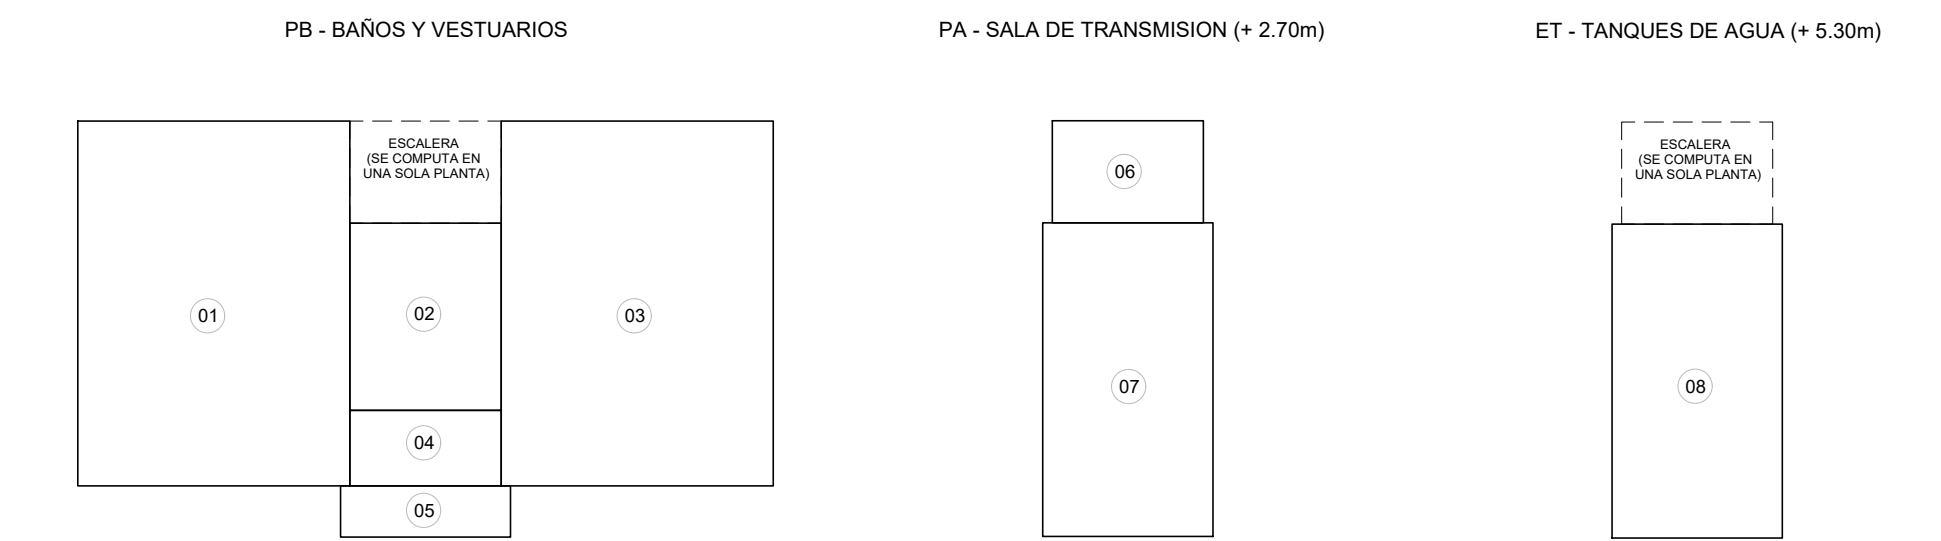 PB - BAÑOS Y VESTUARIOS
PA - SALA DE TRANSMISION (+ 2.70m)
ET - TANQUES DE AGUA (+ 5.30m)
ESCALERA
(SE COMPUTA EN
UNA SOLA PLANTA)
01
02
03
04
05
06
07
ESCALERA
(SE COMPUTA EN
UNA SOLA PLANTA)
08